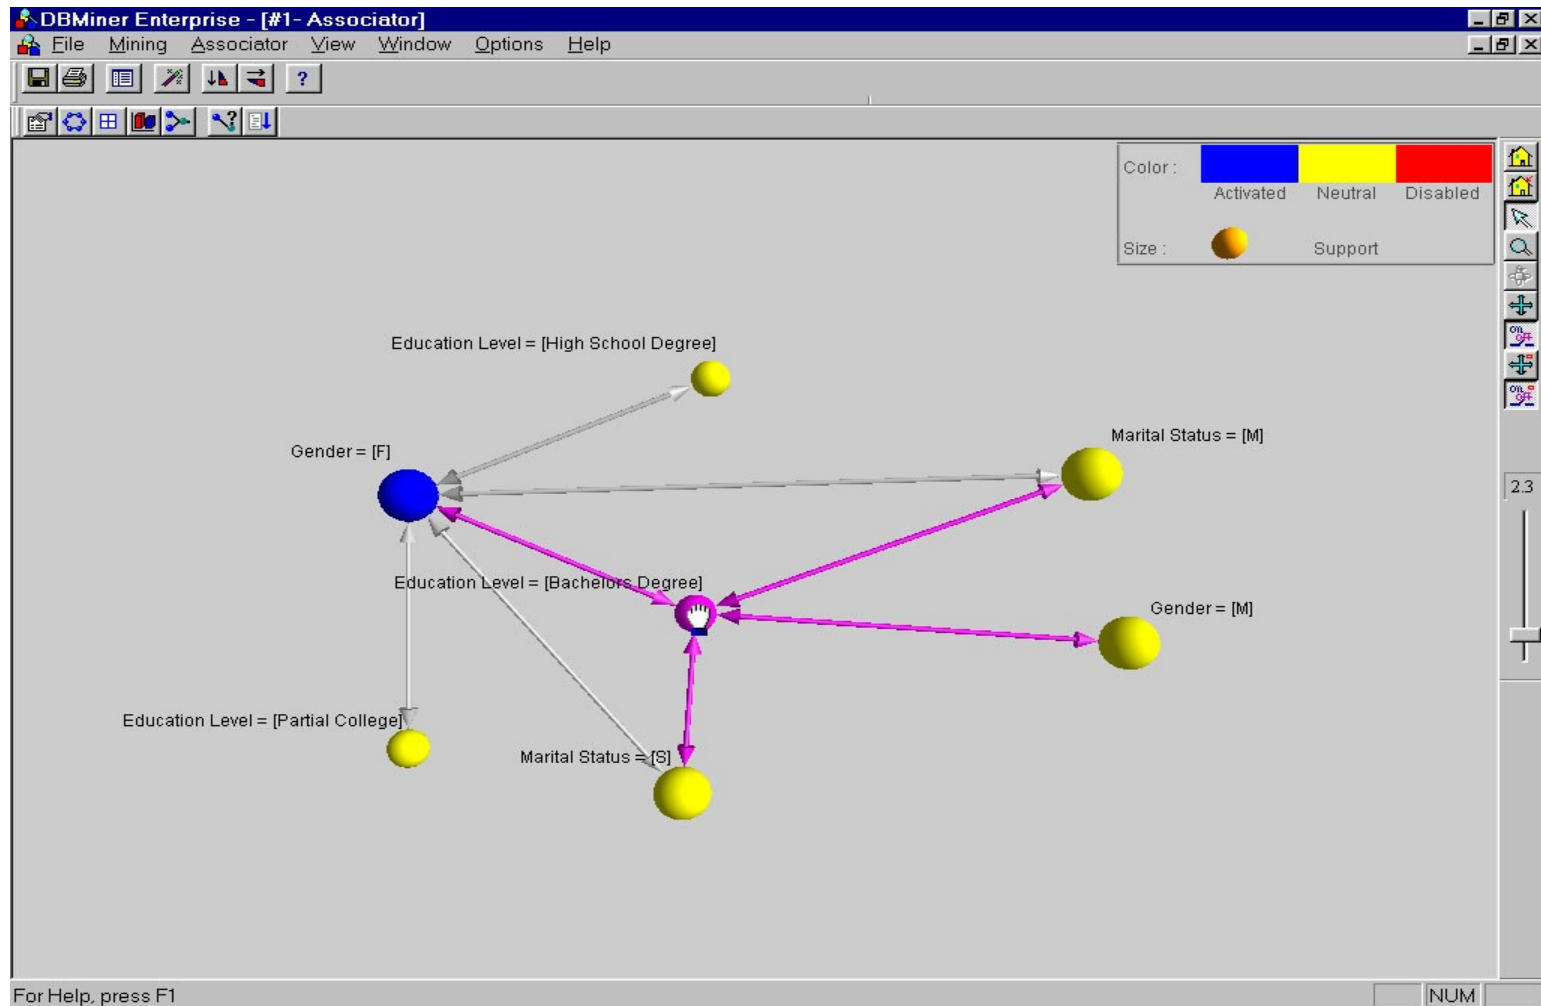 DBMiner Enterprise - [#1- Associator]
File Mining Associator View Window Options Help
?
?
Color :
Activated Neutral Disabled
Size : Support
Education Level = [High School Degree]
Marital Status = [M]
Gender = [F]
2.3
Education Level = [Bachelors Degree]
Gender = [M]
Education Level = [Partial College]
Marital Status = [S]
For Help, press F1
NUM